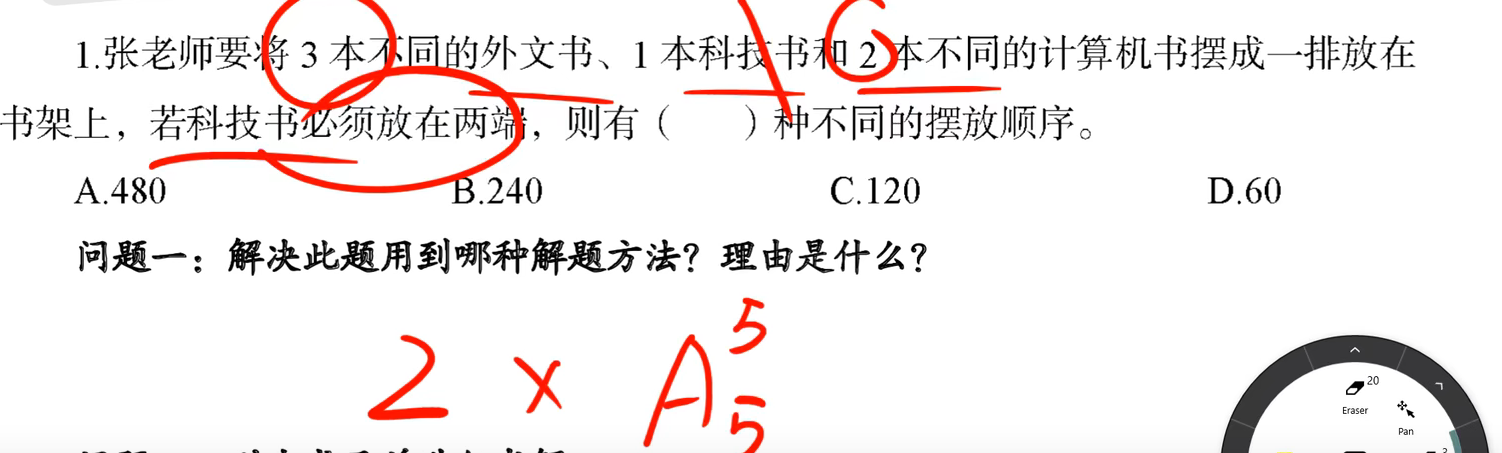 1.张老师要将 3 本不同的外文书、1 本科技书和 2 本不同的计算机书摆成一排放在
书架上，若科技书必须放在两端，则有（　　）种不同的摆放顺序。
A.480 B.240 C.120 D.60
问题一：解决此题用到哪种解题方法？理由是什么？
2 × A 5 5
20
Eraser
Pan
2